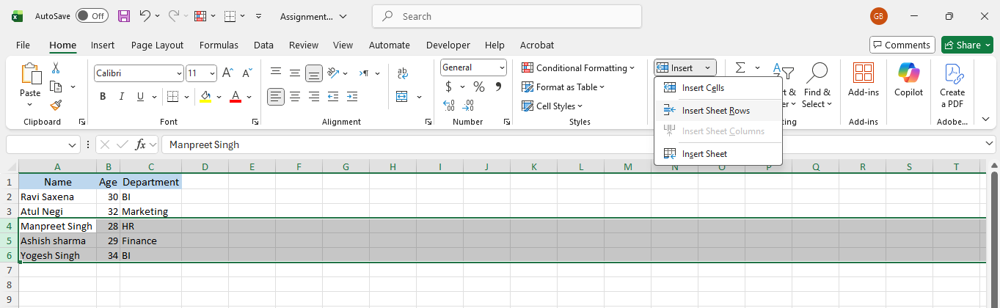 AutoSave Off Assignment... Search GB
File Home Insert Page Layout Formulas Data Review View Automate Developer Help Acrobat Comments Share
Paste
Clipboard
Calibri 11
B I U A
Font
ab
Alignment
General
$ % 9
Number
Conditional Formatting
Format as Table
Cell Styles
Styles
Insert
Insert Cells
Insert Sheet Rows
Insert Sheet Columns
Insert Sheet
Find & Select
Add-ins
Add-ins
Copilot
Create a PDF
Adobe...
fx Manpreet Singh
A B C D E F G H I J K L M N O P Q R S T
1 Name Age Department
2 Ravi Saxena 30 BI
3 Atul Negi 32 Marketing
4 Manpreet Singh 28 HR
5 Ashish sharma 29 Finance
6 Yogesh Singh 34 BI
7
8
9